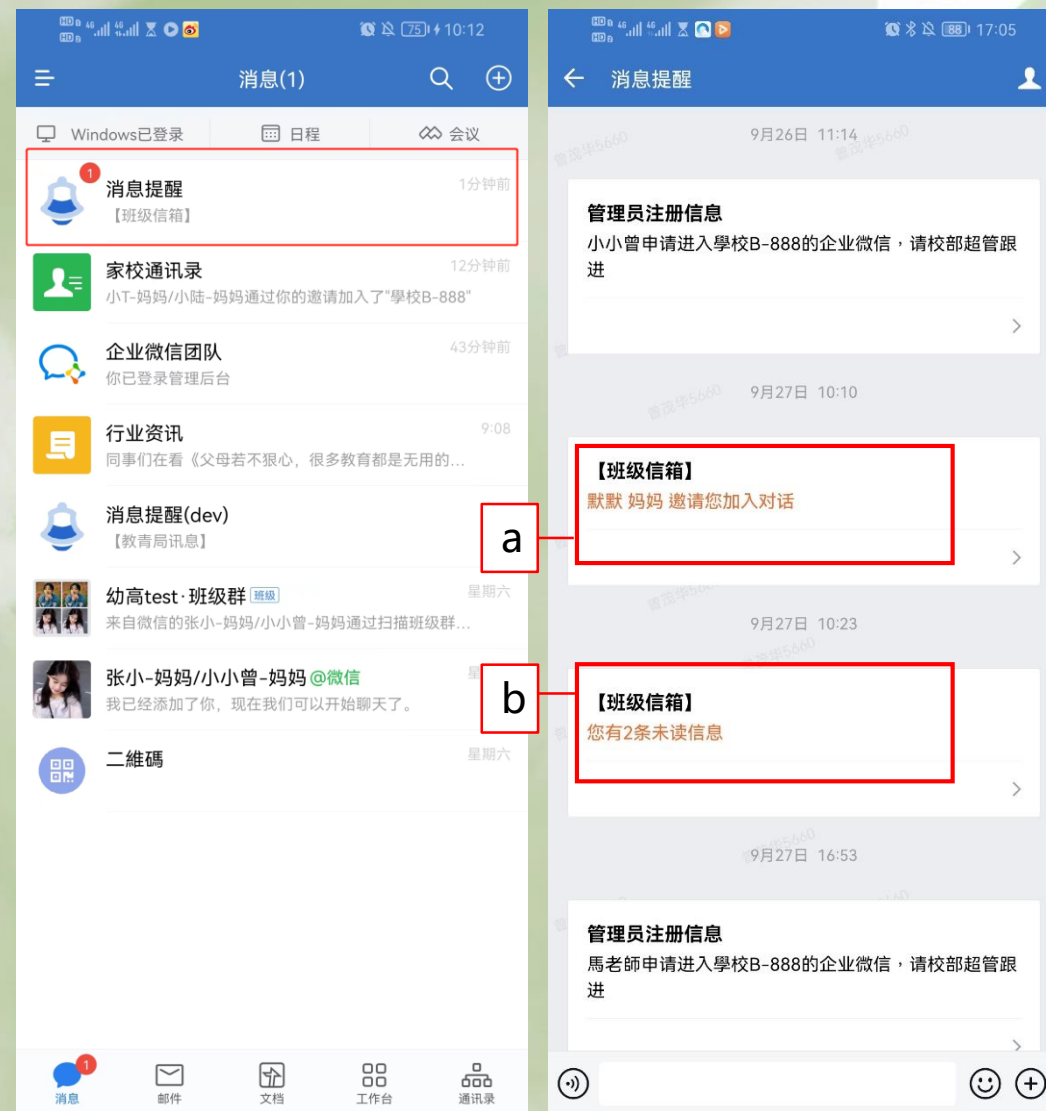 10:12
消息(1)
Windows已登录
日程
会议
1
消息提醒
1分钟前
【班级信箱】
家校通讯录
12分钟前
小T-妈妈/小陆-妈妈通过你的邀请加入了"學校B-888"
企业微信团队
43分钟前
你已登录管理后台
行业资讯
9:08
同事们在看《父母若不狠心，很多教育都是无用的...
消息提醒(dev)
【教青局讯息】
幼高test·班级群 班级
星期六
来自微信的张小-妈妈/小小曾-妈妈通过扫描班级群...
张小-妈妈/小小曾-妈妈 @微信
我已经添加了你，现在我们可以开始聊天了。
二維碼
星期六
1
消息
邮件
文档
工作台
通讯录
a
b
17:05
消息提醒
9月26日 11:14
管理员注册信息
小小曾申请进入學校B-888的企业微信，请校部超管跟
进
9月27日 10:10
【班级信箱】
默默 妈妈 邀请您加入对话
9月27日 10:23
【班级信箱】
您有2条未读信息
9月27日 16:53
管理员注册信息
馬老師申请进入學校B-888的企业微信，请校部超管跟
进